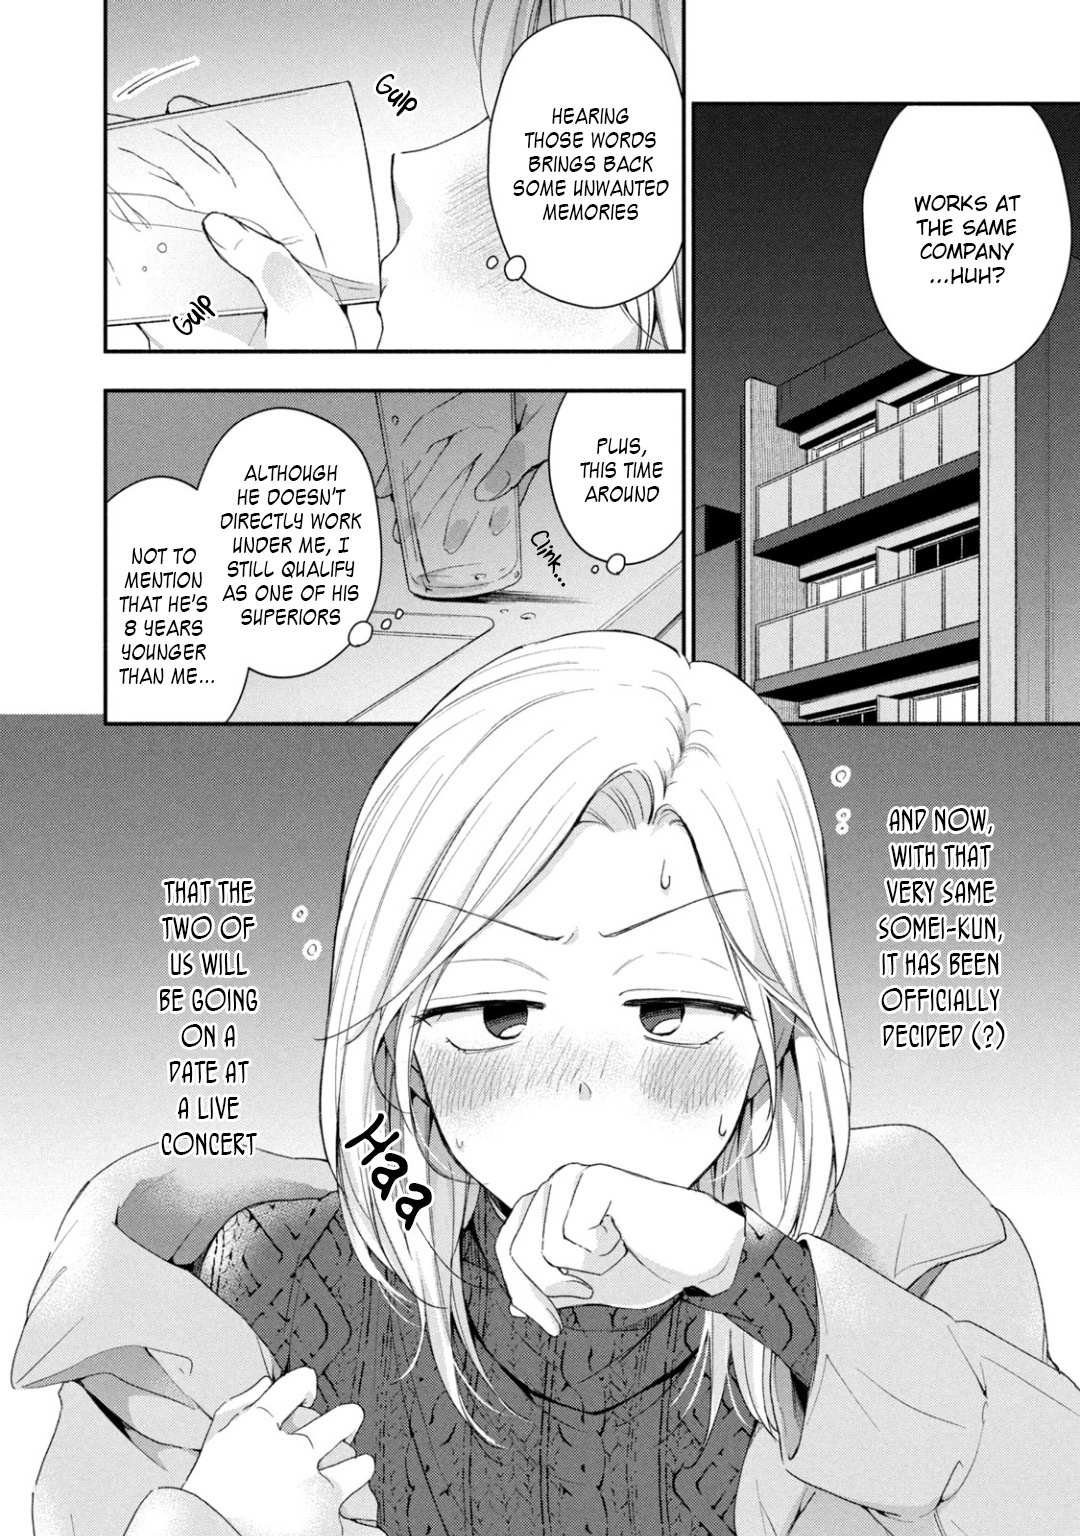 WORKS AT
THE SAME
COMPANY
...HUH?
HEARING
THOSE WORDS
BRINGS BACK
SOME UNWANTED
MEMORIES
Gulp
Gulp
PLUS,
THIS TIME
AROUND
Clink...
ALTHOUGH
HE DOESN'T
DIRECTLY WORK
UNDER ME, I
STILL QUALIFY
AS ONE OF HIS
SUPERIORS
NOT TO
MENTION
THAT HE'S
8 YEARS
YOUNGER
THAN ME...
AND NOW,
WITH THAT
VERY SAME
SOMEI-KUN,
IT HAS BEEN
OFFICIALLY
DECIDED (?)
THAT THE
TWO OF
US WILL
BE GOING
ON A
DATE AT
A LIVE
CONCERT
Haa